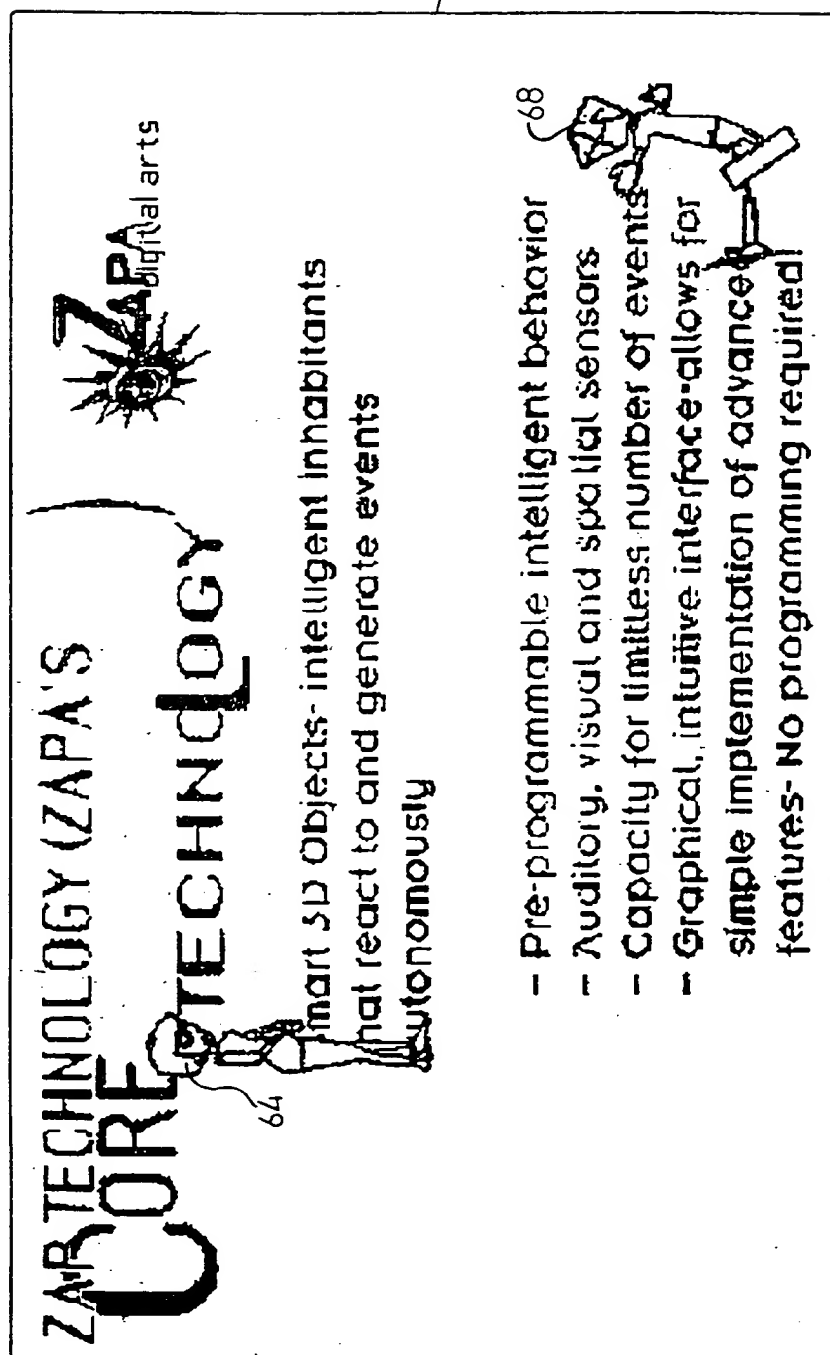 ZAP TECHNOLOGY (ZAPA'S
CORE TECHNOLOGY)
ZAPA
digital arts
64
mart 3D Objects- intelligent inhabitants
hat react to and generate events
utonomously
68
- Pre-programmable intelligent behavior
- Auditory, visual and spatial sensors
- Capacity for limitless number of events
- Graphical, intuitive interface-allows for
simple implementation of advance
features- No programming required!